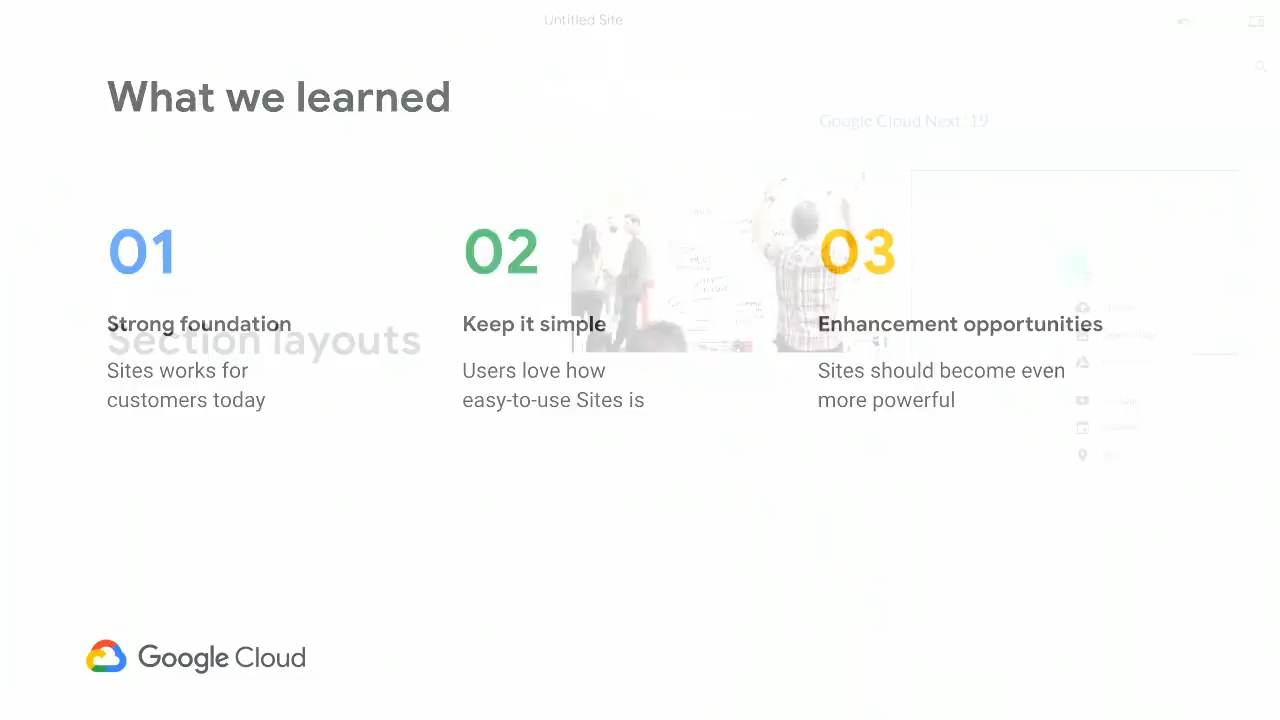 Untitled Site
What we learned
Google Cloud Next '19
01
02
03
Strong foundation
Keep it simple
Enhancement opportunities
Section layouts
Sites works for
customers today
Users love how
easy-to-use Sites is
Sites should become even
more powerful
Google Cloud